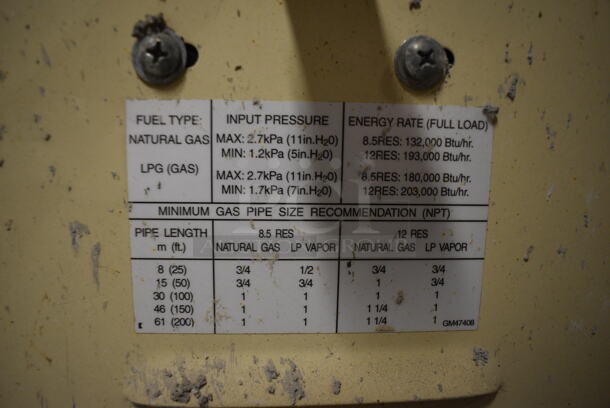 FUEL TYPE: INPUT PRESSURE ENERGY RATE (FULL LOAD)
NATURAL GAS MAX: 2.7kPa (11in.H20) 8.5RES: 132,000 Btu/hr.
MIN: 1.2kPa (5in.H20) 12RES: 193,000 Btu/hr.
LPG (GAS) MAX: 2.7kPa (11in.H20) 8.5RES: 180,000 Btu/hr.
MIN: 1.7kPa (7in.H20) 12RES: 203,000 Btu/hr.
MINIMUM GAS PIPE SIZE RECOMMENDATION (NPT)
PIPE LENGTH 8.5 RES 12 RES
m (ft.) NATURAL GAS LP VAPOR NATURAL GAS LP VAPOR
8 (25) 3/4 1/2 3/4 3/4
15 (50) 3/4 3/4 1 3/4
30 (100) 1 1 1 1
46 (150) 1 1 1 1/4 1
61 (200) 1 1 1 1/4 1 GM47408